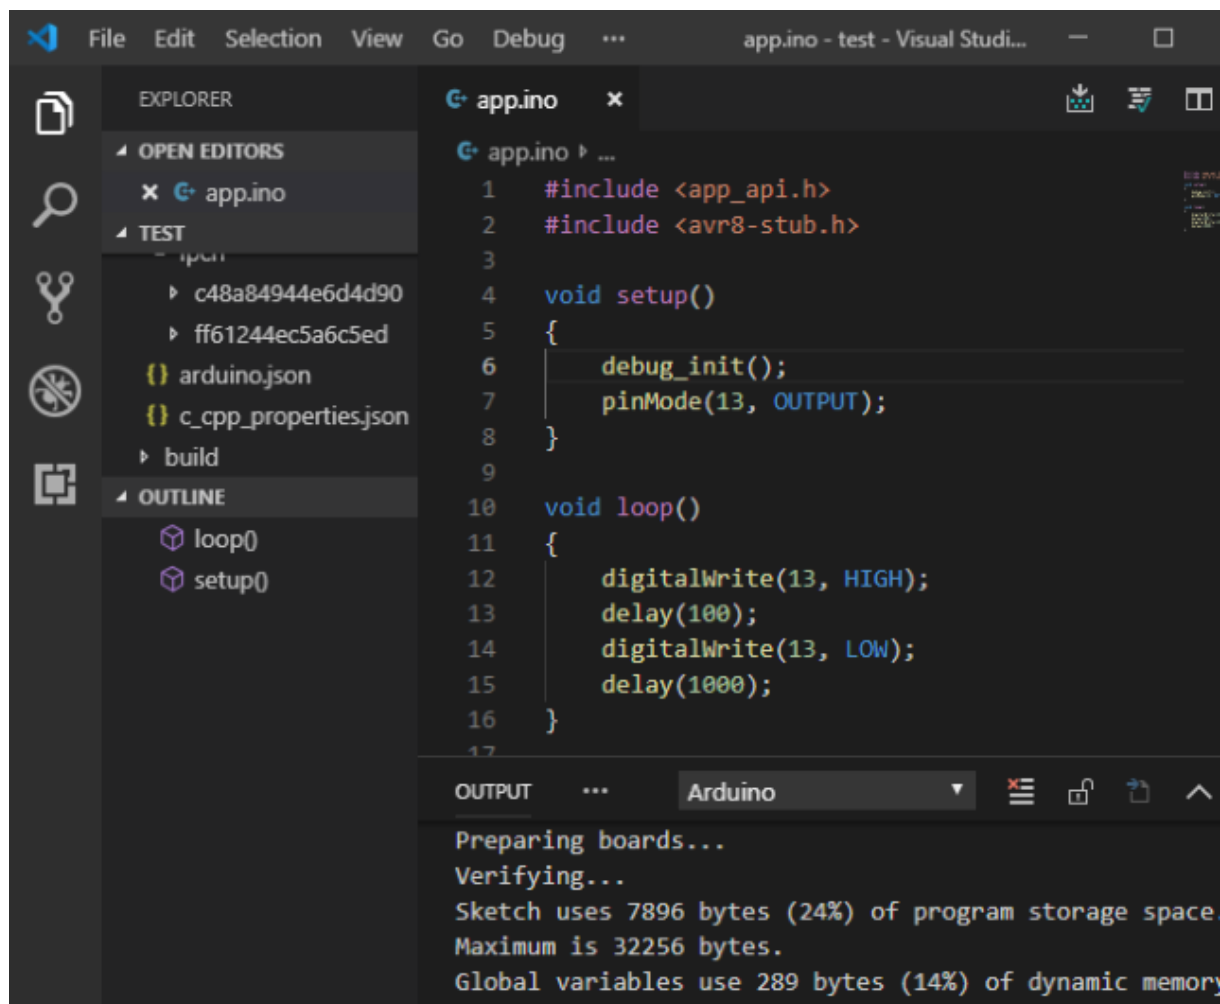 File Edit Selection View Go Debug ··· app.ino - test - Visual Studi...
EXPLORER
OPEN EDITORS
app.ino
TEST
c48a84944e6d4d90
ff61244ec5a6c5ed
{} arduino.json
{} c_cpp_properties.json
build
OUTLINE
loop()
setup()
app.ino
app.ino ...
1 #include <app_api.h>
2 #include <avr8-stub.h>
3
4 void setup()
5 {
6 debug_init();
7 pinMode(13, OUTPUT);
8 }
9
10 void loop()
11 {
12 digitalWrite(13, HIGH);
13 delay(100);
14 digitalWrite(13, LOW);
15 delay(1000);
16 }
17
OUTPUT ··· Arduino
Preparing boards...
Verifying...
Sketch uses 7896 bytes (24%) of program storage space.
Maximum is 32256 bytes.
Global variables use 289 bytes (14%) of dynamic memory